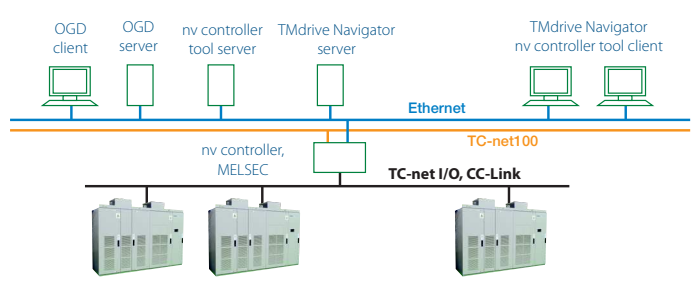 OGD
client
OGD
server
nv controller
tool server
TMdrive Navigator
server
TMdrive Navigator
nv controller tool client
Ethernet
TC-net100
nv controller,
MELSEC
TC-net I/O, CC-Link